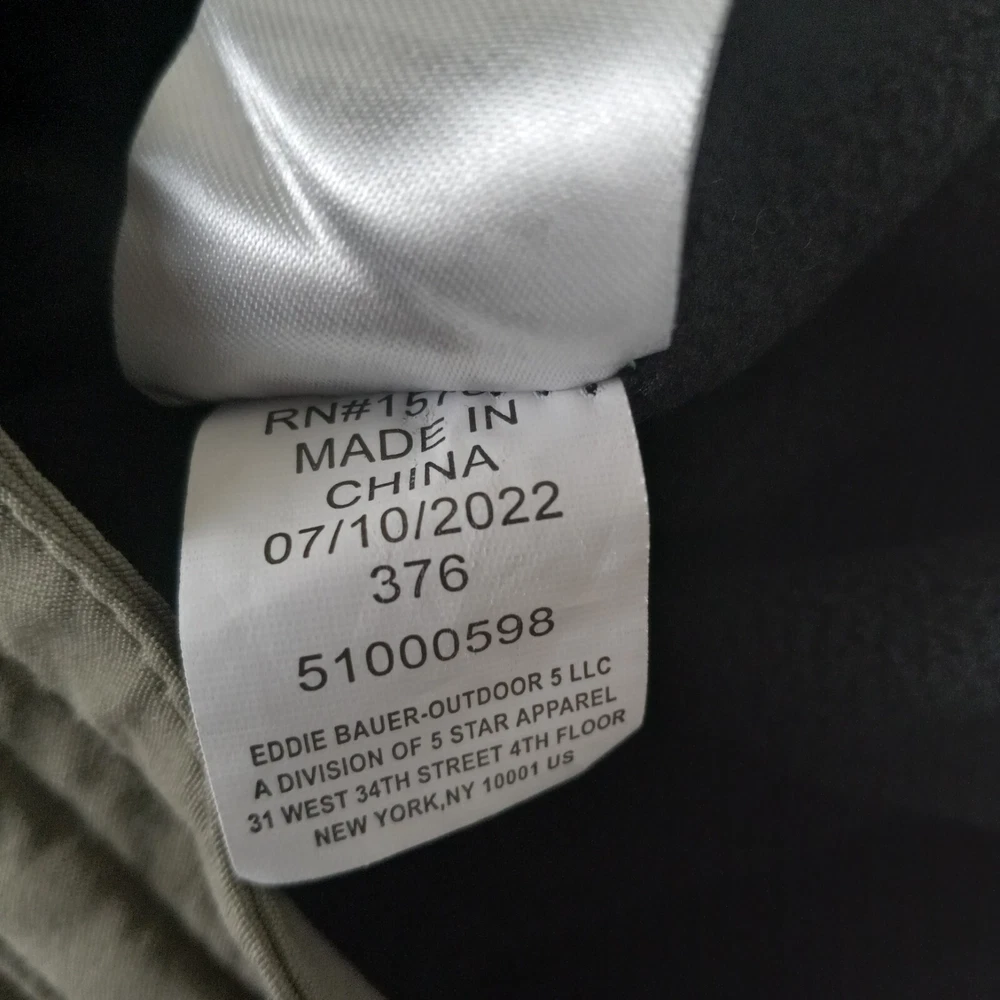 MADE IN
CHINA
07/10/2022
376
51000598
EDDIE BAUER-OUTDOOR 5 LLC
A DIVISION OF 5 STAR APPAREL
31 WEST 34TH STREET 4TH FLOOR
NEW YORK,NY 10001 US